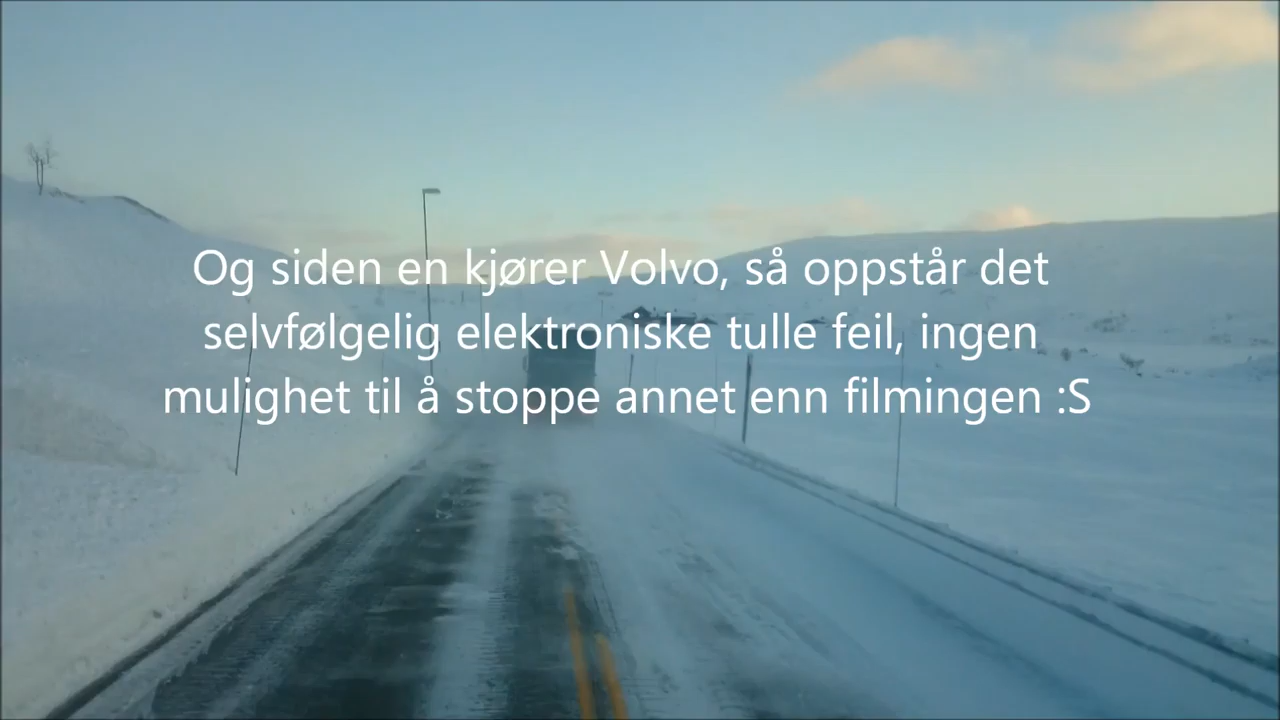 Og siden en kjører Volvo, så oppstår det
selvfølgelig elektroniske tulle feil, ingen
mulighet til å stoppe annet enn filmingen :S